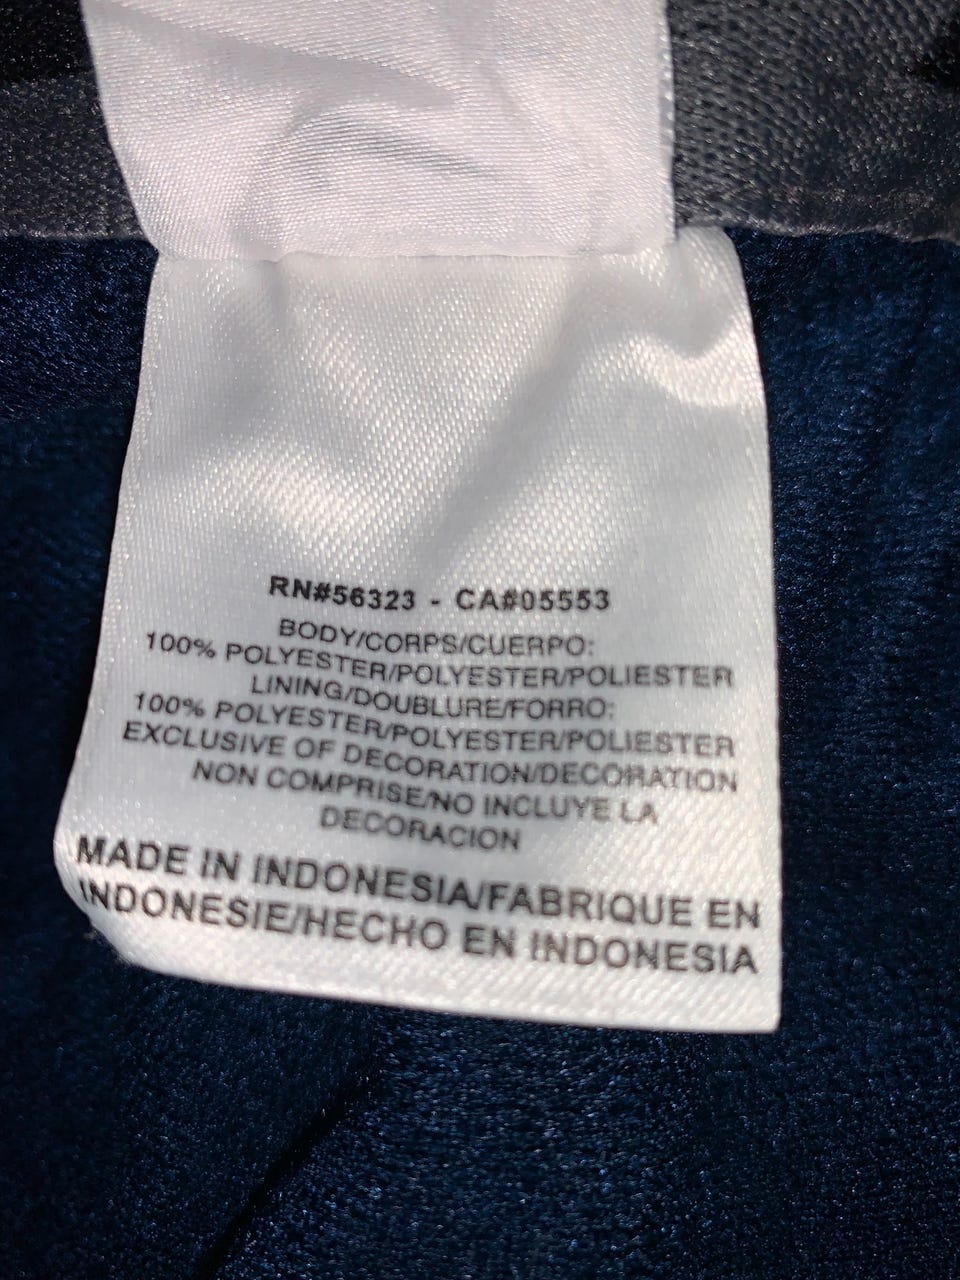 RN#56323 - CA#05553
BODY/CORPS/CUERPO:
100% POLYESTER/POLYESTER/POLIESTER
LINING/DOUBLURE/FORRO:
100% POLYESTER/POLYESTER/POLIESTER
EXCLUSIVE OF DECORATION/DECORATION
NON COMPRISE/NO INCLUYE LA
DECORACION
MADE IN INDONESIA/FABRIQUE EN
INDONESIE/HECHO EN INDONESIA